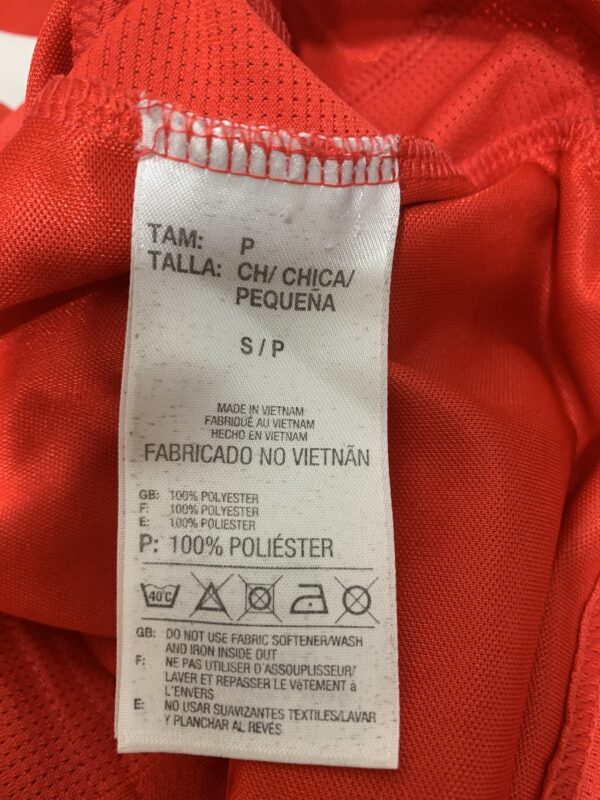 TAM: P
TALLA: CH/ CHICA/
PEQUEÑA
S / P
MADE IN VIETNAM
FABRIQUÉ AU VIETNAM
HECHO EN VIETNAM
FABRICADO NO VIETNÃN
GB: 100% POLYESTER
F: 100% POLYESTER
E: 100% POLIÉSTER
P: 100% POLIÉSTER
40°C
GB: DO NOT USE FABRIC SOFTENER/WASH
AND IRON INSIDE OUT
F: NE PAS UTILISER D'ASSOUPLISSEUR/
LAVER ET REPASSER LE VêTEMENT à
L'ENVERS
E: NO USAR SUAVIZANTES TEXTILES/LAVAR
Y PLANCHAR AL REVÉS